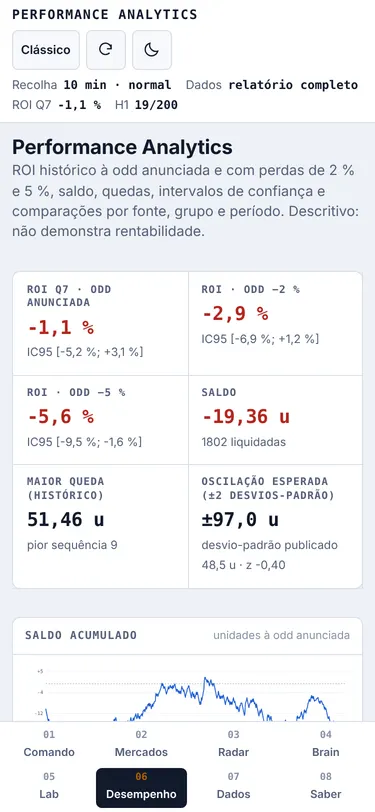 PERFORMANCE ANALYTICS
Clássico
Recolha 10 min · normal Dados relatório completo
ROI Q7 -1,1 % H1 19/200
Performance Analytics
ROI histórico à odd anunciada e com perdas de 2 %
e 5 %, saldo, quedas, intervalos de confiança e
comparações por fonte, grupo e período. Descritivo:
não demonstra rentabilidade.
ROI Q7 · ODD
ANUNCIADA
-1,1 %
IC95 [-5,2 %; +3,1 %]
ROI · ODD −2 %
-2,9 %
IC95 [-6,9 %; +1,2 %]
ROI · ODD −5 %
-5,6 %
IC95 [-9,5 %; -1,6 %]
SALDO
-19,36 u
1802 liquidadas
MAIOR QUEDA
(HISTÓRICO)
51,46 u
pior sequência 9
OSCILAÇÃO ESPERADA
(±2 DESVIOS-PADRÃO)
±97,0 u
desvio-padrão publicado
48,5 u · z -0,40
SALDO ACUMULADO
unidades à odd anunciada
+5
-4
-12
01
Comando
02
Mercados
03
Radar
04
Brain
05
Lab
06
Desempenho
07
Dados
08
Saber